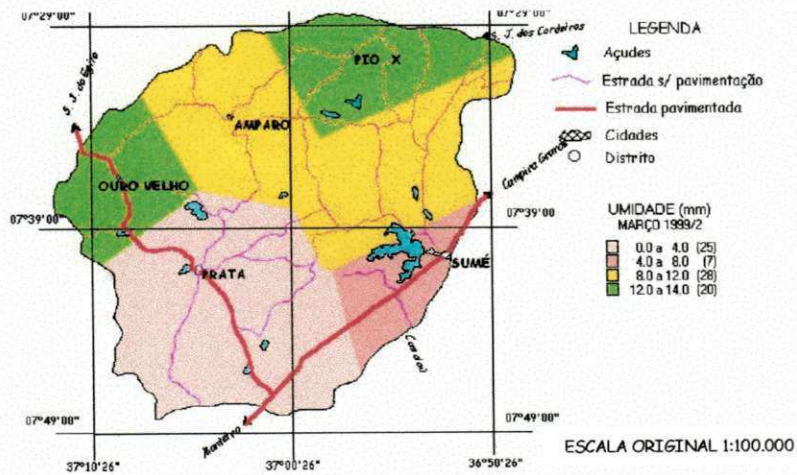 07°29'00"
07°29'00"
S. J. dos Cordeiros
PIO X
S. J. do Egito
AMPARO
OURO VELHO
Campina Grande
07°39'00"
07°39'00"
PRATA
SUMÉ
Monteiro
07°49'00"
07°49'00"
37°10'26"
37°00'26"
36°50'26"
LEGENDA
Açudes
Estrada s/ pavimentação
Estrada pavimentada
Cidades
Distrito
UMIDADE (mm)
MARÇO 1999/2
0.0 a 4.0 (25)
4.0 a 8.0 (7)
8.0 a 12.0 (28)
12.0 a 14.0 (20)
ESCALA ORIGINAL 1:100.000